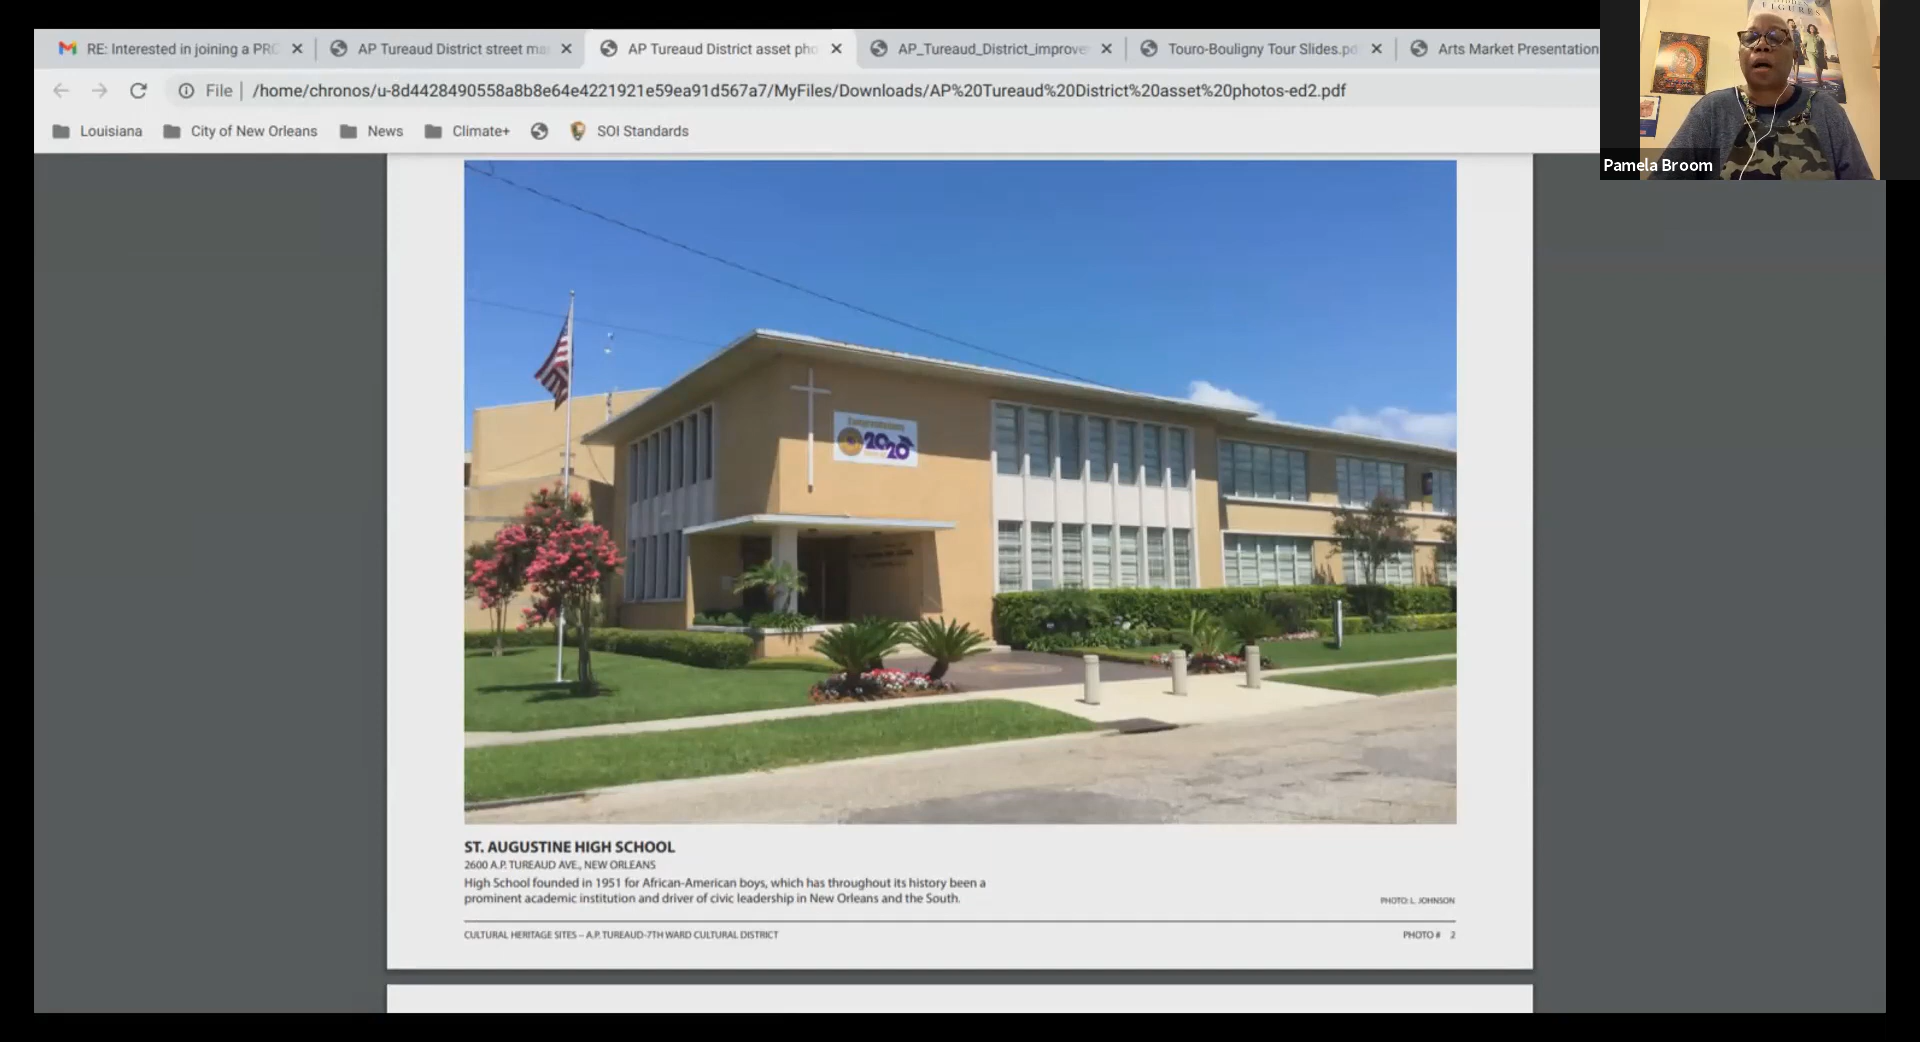 RE: Interested in joining a PRC
AP Tureaud District street ma
AP Tureaud District asset pho
AP_Tureaud_District_improve
Touro-Bouligny Tour Slides.pd
Arts Market Presentation
File
/home/chronos/u-8d4428490558a8b8e64e4221921e59ea91d567a7/MyFiles/Downloads/AP%20Tureaud%20District%20asset%20photos-ed2.pdf
Louisiana
City of New Orleans
News
Climate+
SOI Standards
FIGURES
Pamela Broom
Congratulations
2020
ST. AUGUSTINE HIGH SCHOOL
2600 A.P. TUREAUD AVE., NEW ORLEANS
High School founded in 1951 for African-American boys, which has throughout its history been a
prominent academic institution and driver of civic leadership in New Orleans and the South.
PHOTO: L. JOHNSON
CULTURAL HERITAGE SITES – A.P. TUREAUD-7TH WARD CULTURAL DISTRICT
PHOTO # 2